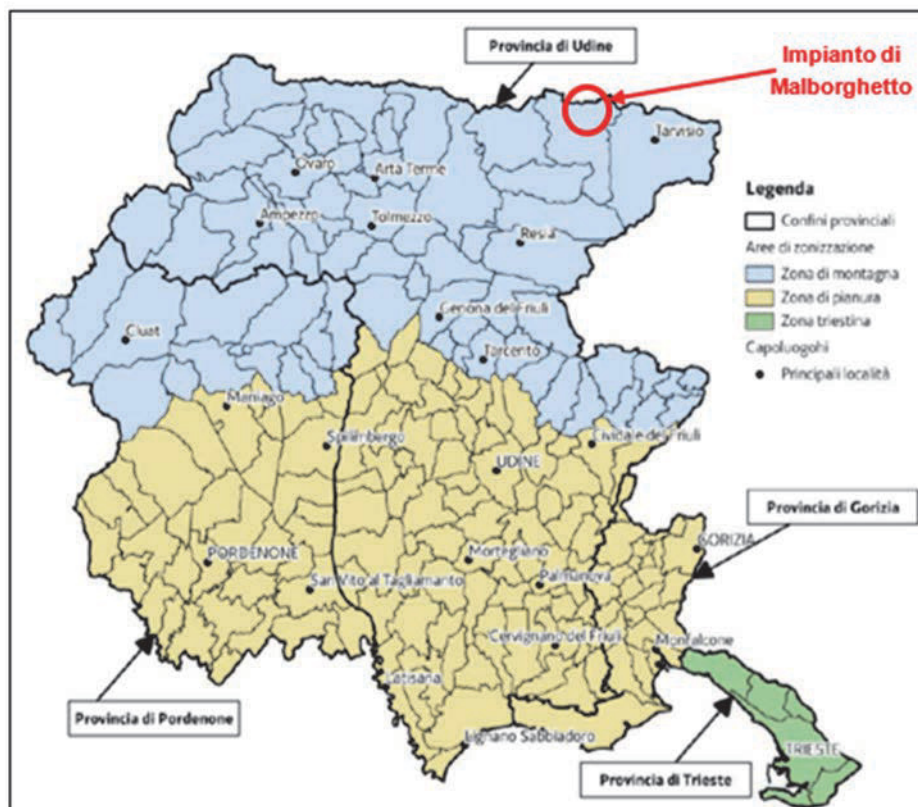 Provincia di Udine
Impianto di
Malborghetto
Tarvisio
Ovaro
Arta Terme
Ampezzo
Tolmezzo
Resia
Legenda
Confini provinciali
Aree di zonizzazione
Zona di montagna
Zona di pianura
Zona triestina
Capoluogohi
Principali località
Gemona del Friuli
Cluat
Tarcento
Maniago
Spilimbergo
Cividale del Friuli
UDINE
Provincia di Gorizia
GORIZIA
PORDENONE
Mortegliano
San Vito al Tagliamanto
Palmanova
Cervignano del Friuli
Monfalcone
Latisana
Provincia di Pordenone
Lignano Sabbiadoro
TRIESTE
Provincia di Trieste